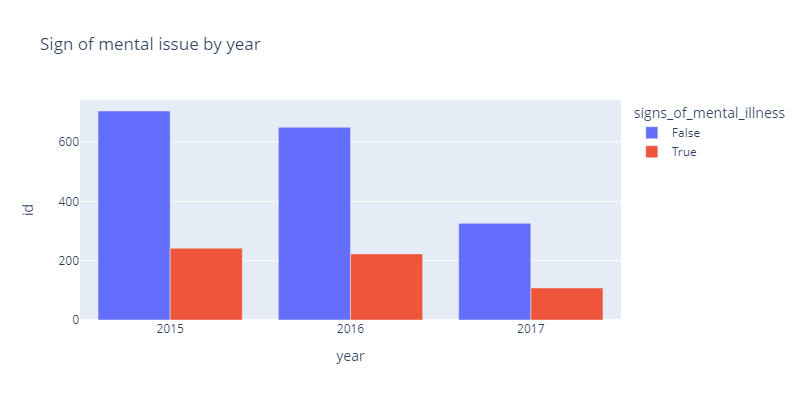 Sign of mental issue by year
signs_of_mental_illness
False
True
600
400
200
0
id
2015
2016
2017
year